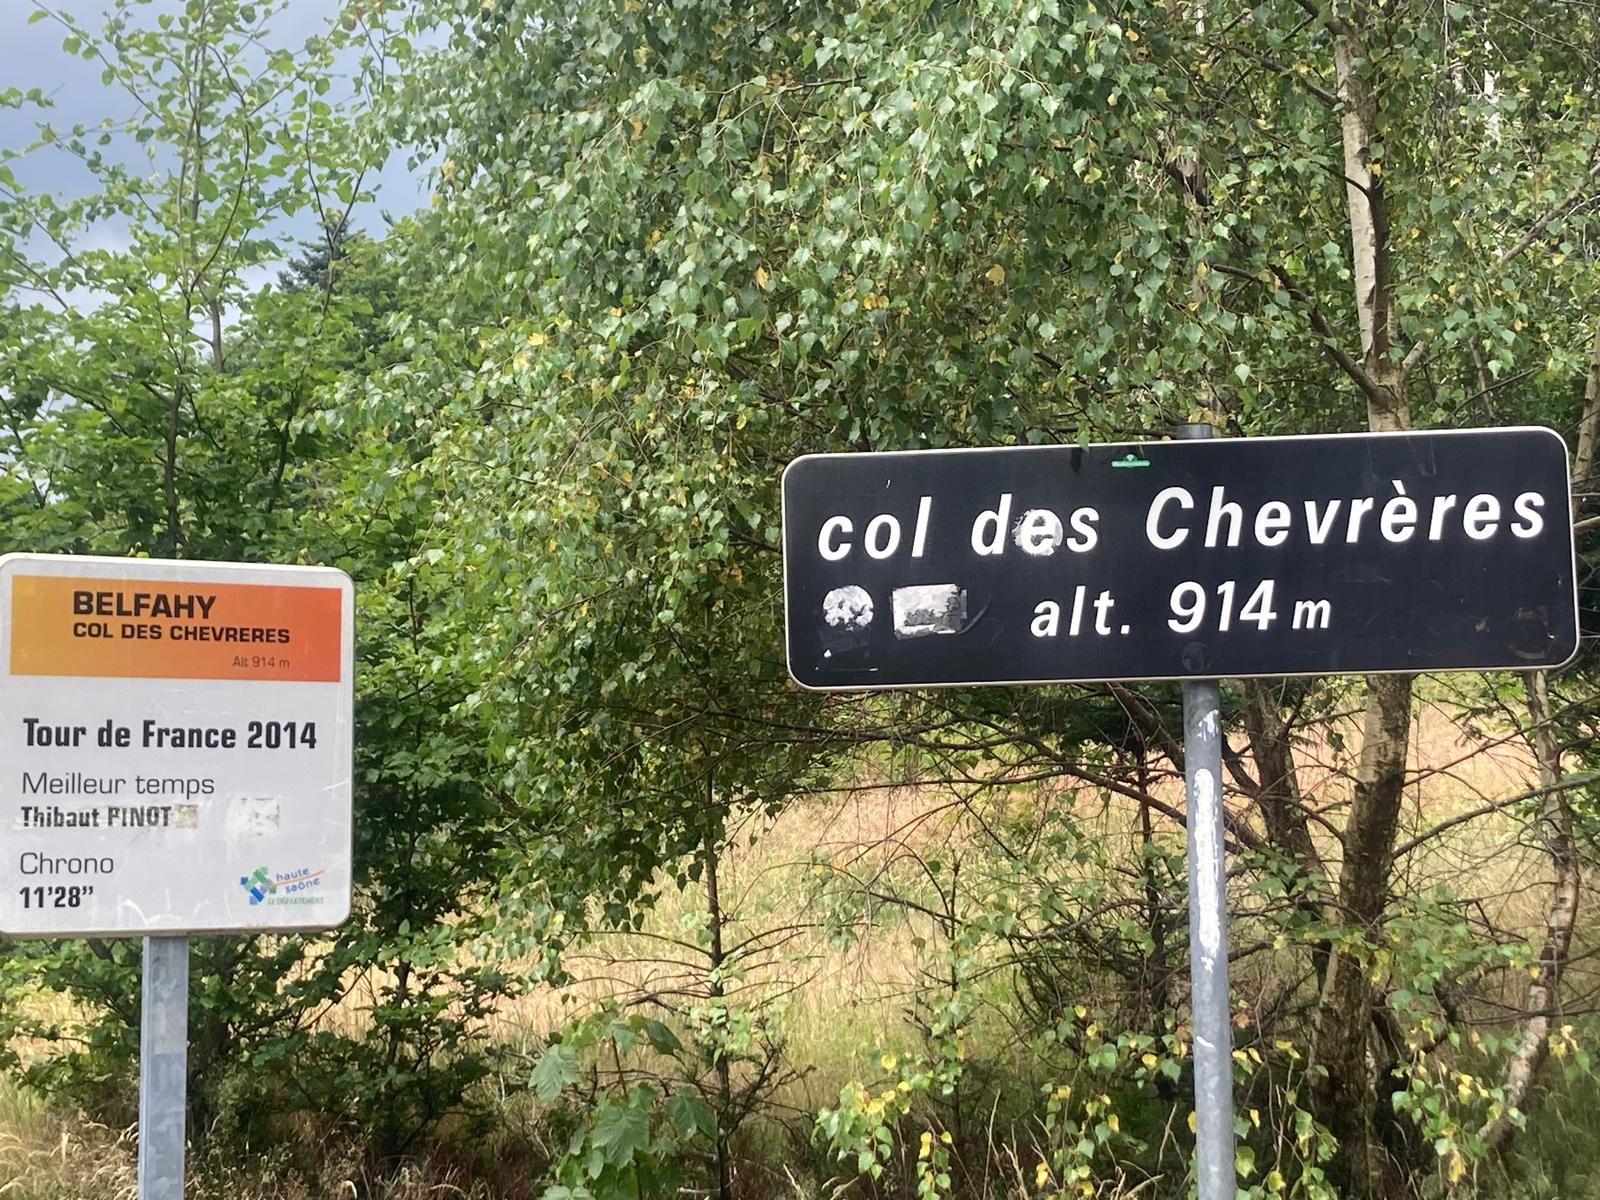 BELFAHY
COL DES CHEVRERES
Alt 914 m
Tour de France 2014
Meilleur temps
Thibaut PINOT
Chrono
11'28"
haute
saône
LE DÉPARTEMENT
col des Chevrères
alt. 914 m